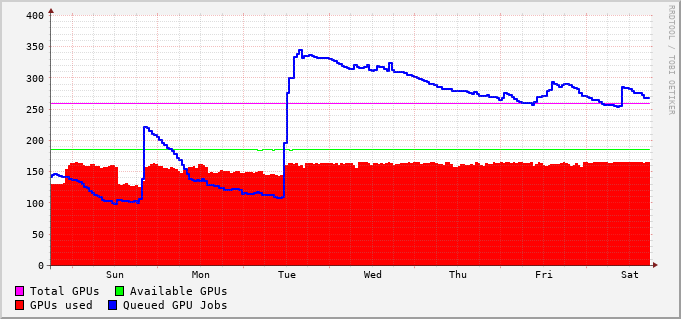 400
350
300
250
200
150
100
50
0
Sun Mon Tue Wed Thu Fri Sat
RRDTOOL / TOBI OETIKER
Total GPUs Available GPUs
GPUs used Queued GPU Jobs